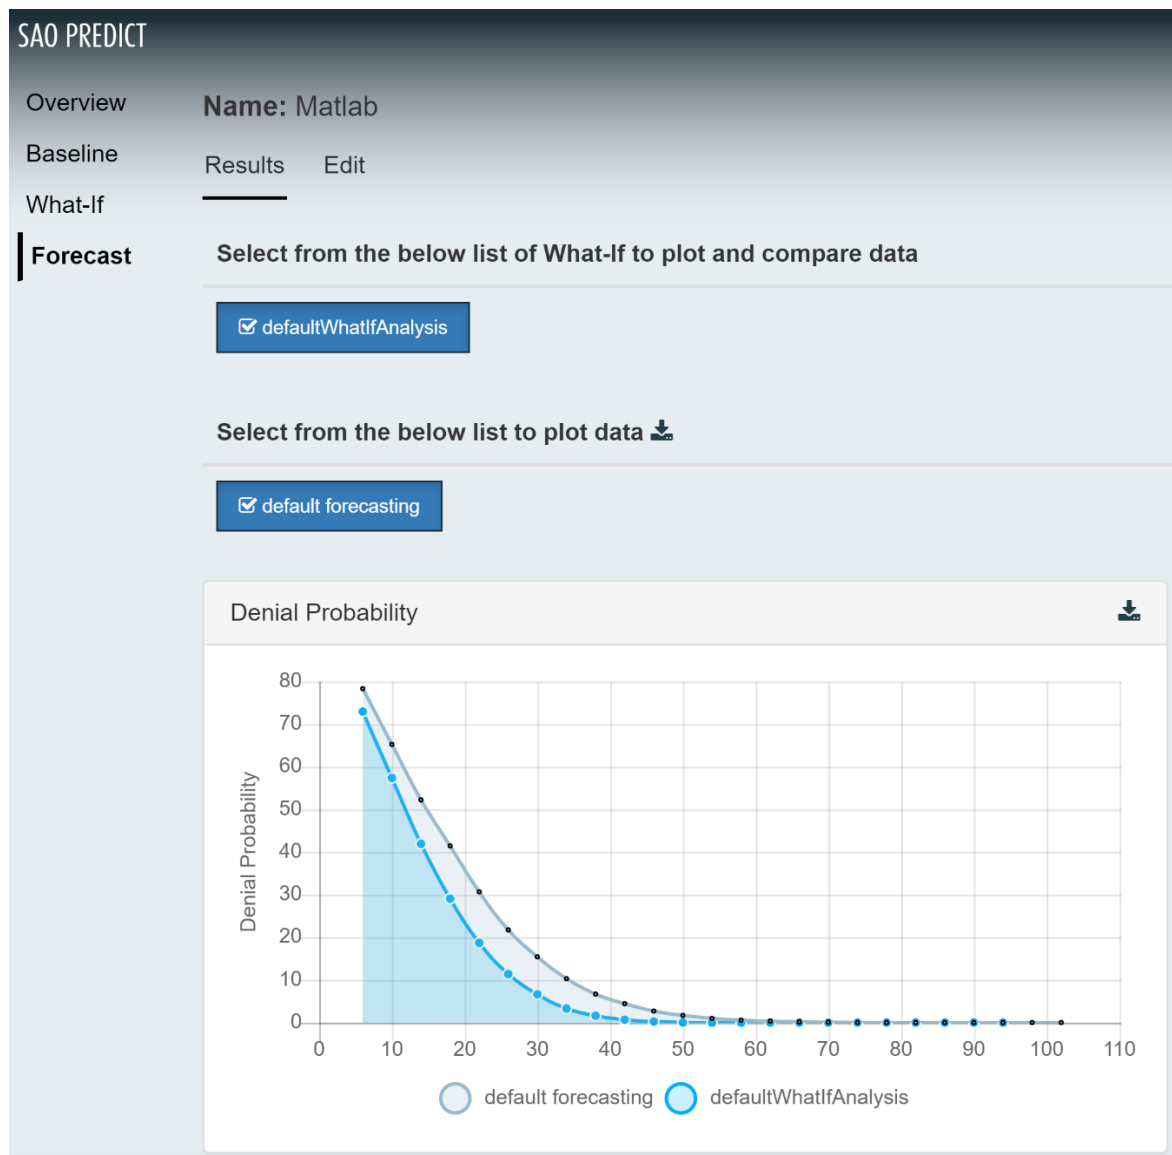 SAO PREDICT
Overview
Baseline
What-If
Forecast
Name: Matlab
Results Edit
Select from the below list of What-If to plot and compare data
defaultWhatIfAnalysis
Select from the below list to plot data
default forecasting
Denial Probability
Denial Probability
80
70
60
50
40
30
20
10
0
0 10 20 30 40 50 60 70 80 90 100 110
default forecasting defaultWhatIfAnalysis